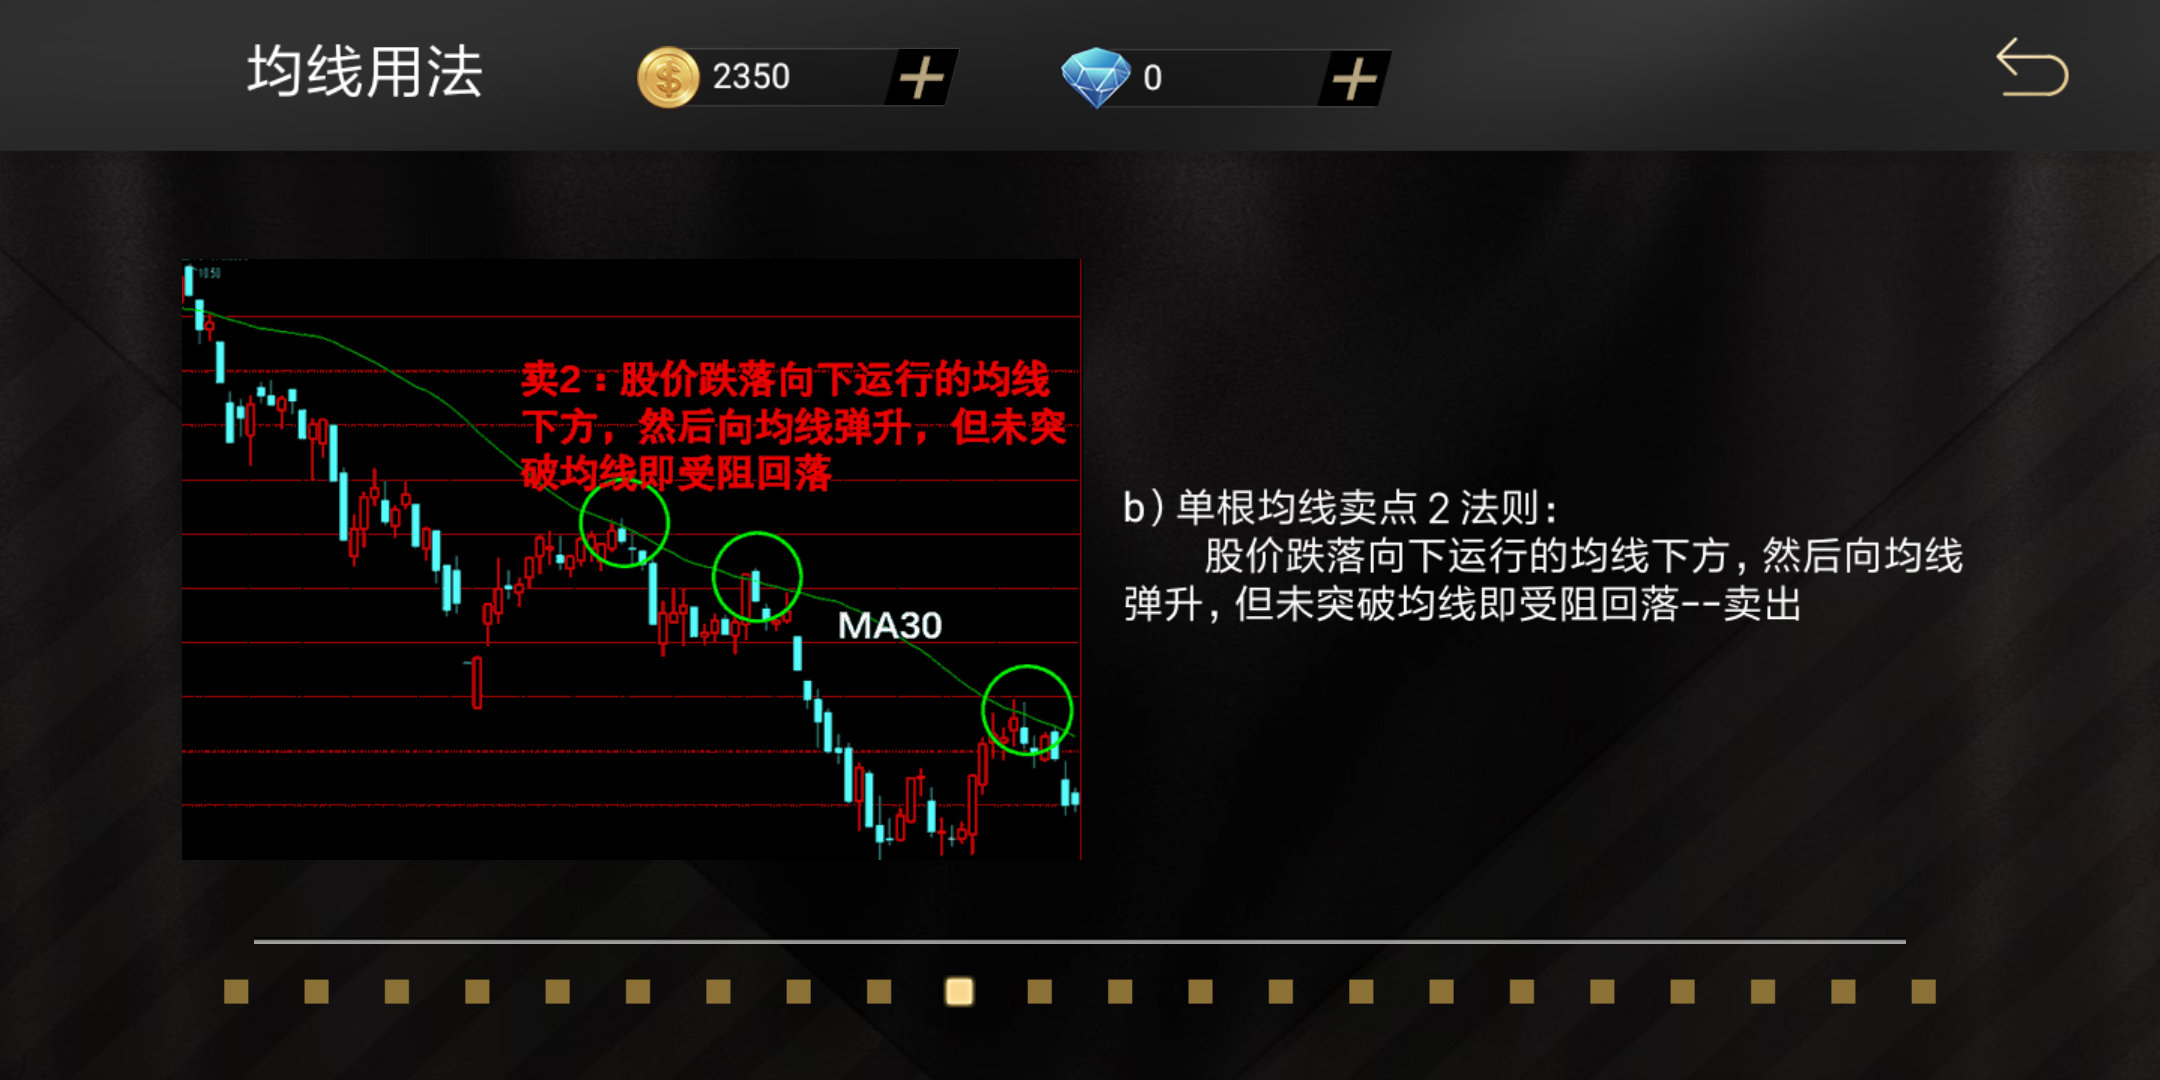 均线用法
2350
0
10.50
卖2：股价跌落向下运行的均线
下方，然后向均线弹升，但未突
破均线即受阻回落
MA30
b)单根均线卖点2法则：
股价跌落向下运行的均线下方，然后向均线
弹升，但未突破均线即受阻回落--卖出